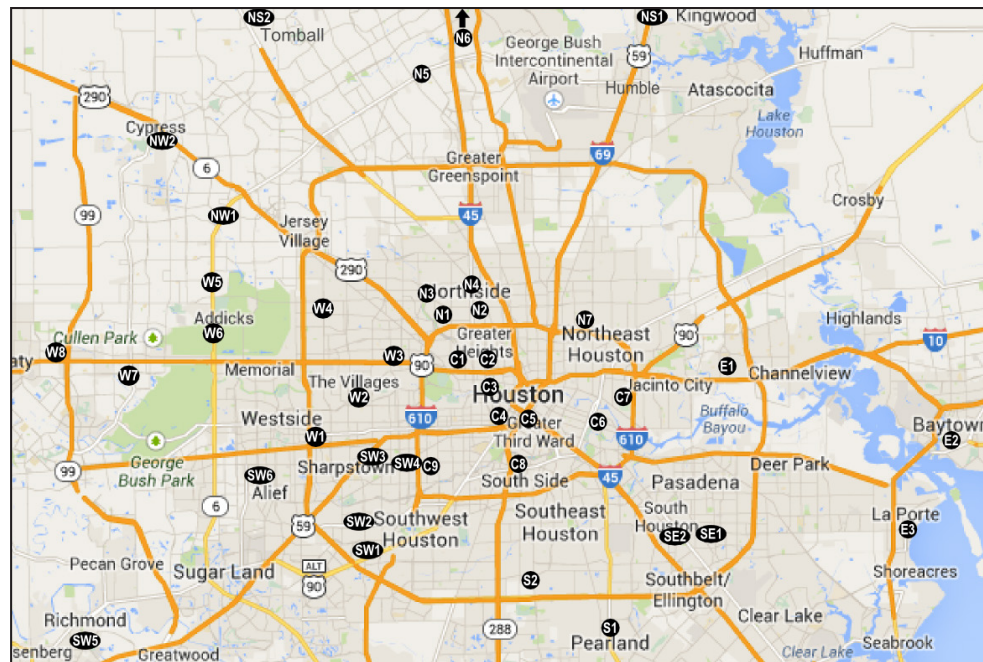 NS2
NS1
Kingwood
Tomball
N6
George Bush
Intercontinental
Airport
59
Huffman
N5
Humble
Atascocita
290
Lake
Houston
Cypress
NW2
6
Greater
Greenspoint
69
99
Crosby
NW1
Jersey
Village
45
290
W5
N4
N3
Northside
Addicks
W4
N1
N2
N7
Highlands
Cullen Park
W6
Greater
Heights
Northeast
Houston
90
10
aty
W8
W3
90
C1
C2
W7
Memorial
E1
Channelview
The Villages
C3
Jacinto City
W2
Houston
C7
Westside
610
C4
C5
C6
Buffalo
Bayou
Greater
Third Ward
W1
610
Baytown
E2
George
Bush Park
99
SW3
Sharpstown
SW4
C9
C8
Deer Park
SW6
Alief
South Side
45
Pasadena
6
59
SW2
Southwest
Houston
Southeast
Houston
South
Houston
SE2
SE1
La Porte
E3
SW1
Pecan Grove
Sugar Land
ALT
90
S2
Southbelt/
Ellington
Shoreacres
Richmond
288
S1
Clear Lake
SW5
senberg
Greatwood
Pearland
Clear Lake
Seabrook